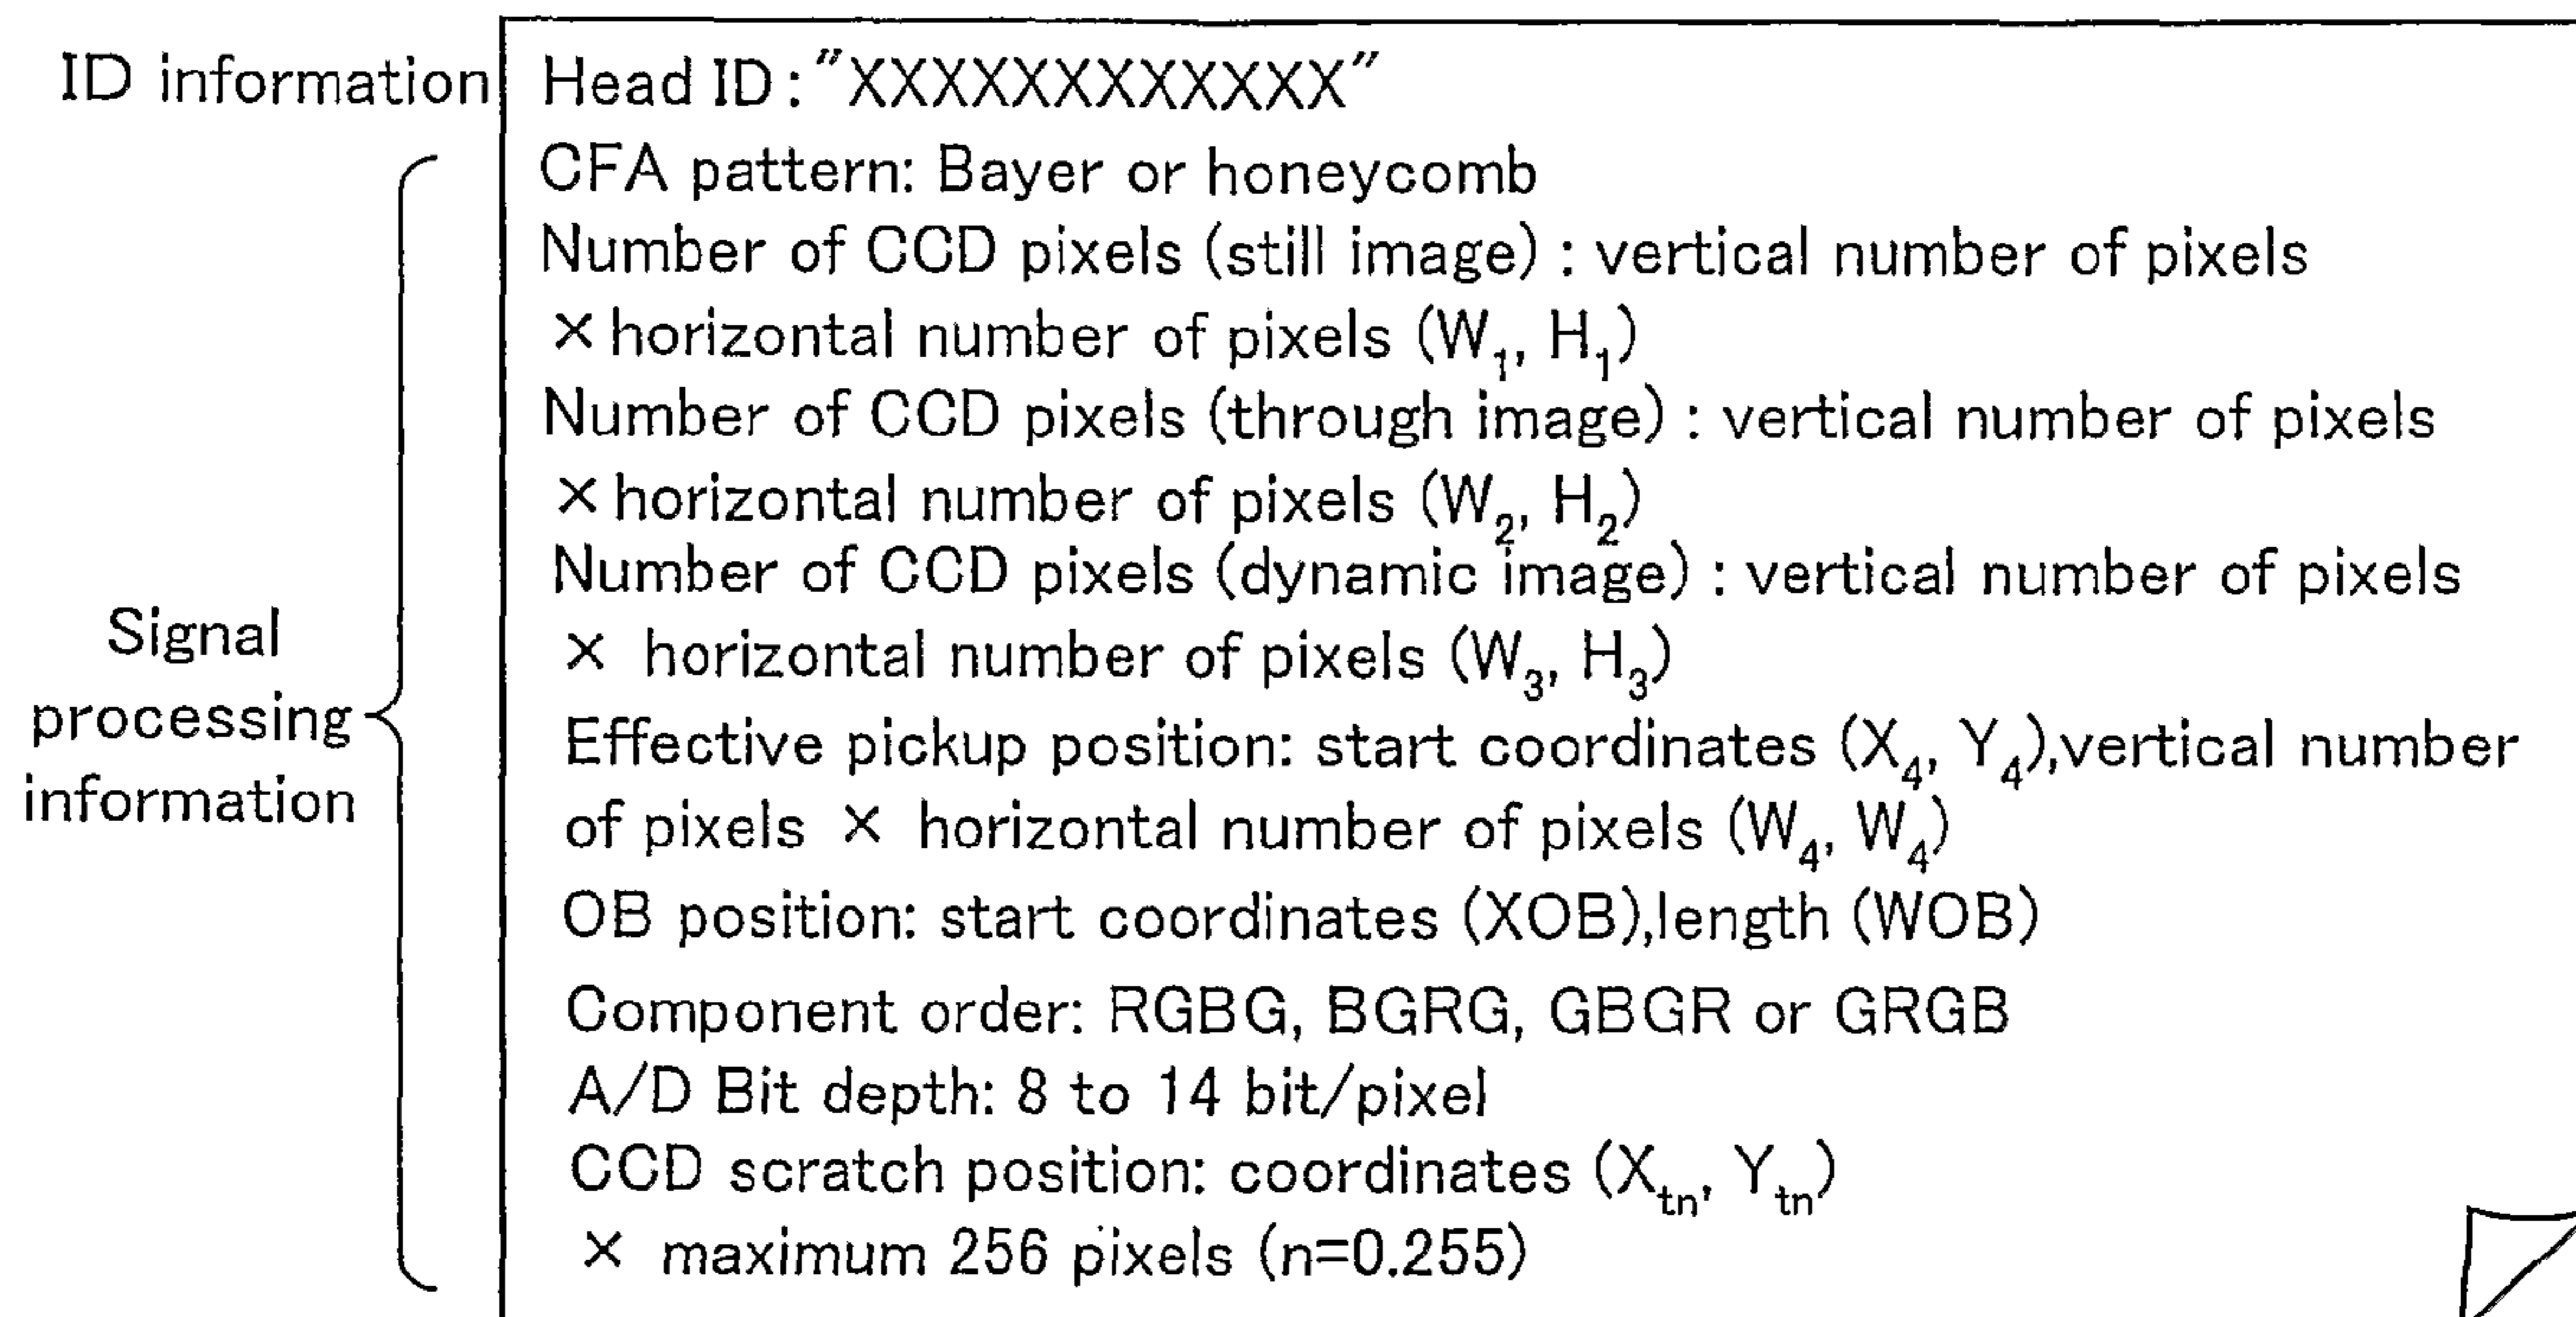 ID information
Head ID : "XXXXXXXXXXXX"
CFA pattern: Bayer or honeycomb
Number of CCD pixels (still image) : vertical number of pixels
× horizontal number of pixels (W₁, H₁)
Number of CCD pixels (through image) : vertical number of pixels
× horizontal number of pixels (W₂, H₂)
Number of CCD pixels (dynamic image) : vertical number of pixels
× horizontal number of pixels (W₃, H₃)
Signal
processing
information
Effective pickup position: start coordinates (X₄, Y₄),vertical number
of pixels × horizontal number of pixels (W₄, W₄)
OB position: start coordinates (XOB),length (WOB)
Component order: RGBG, BGRG, GBGR or GRGB
A/D Bit depth: 8 to 14 bit/pixel
CCD scratch position: coordinates (Xₜₙ, Yₜₙ)
× maximum 256 pixels (n=0.255)